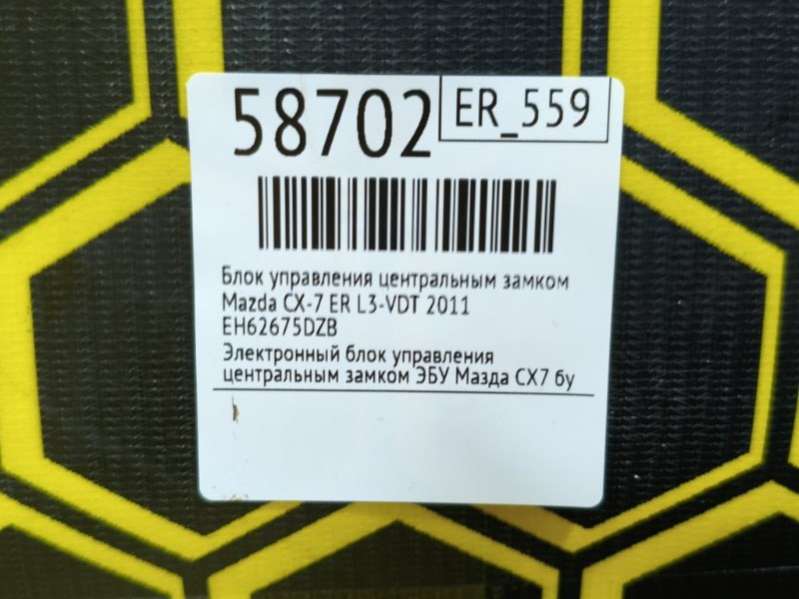 58702
ER_559
Блок управления центральным замком
Mazda CX-7 ER L3-VDT 2011
EH62675DZB
Электронный блок управления
центральным замком ЭБУ Мазда СХ7 бу